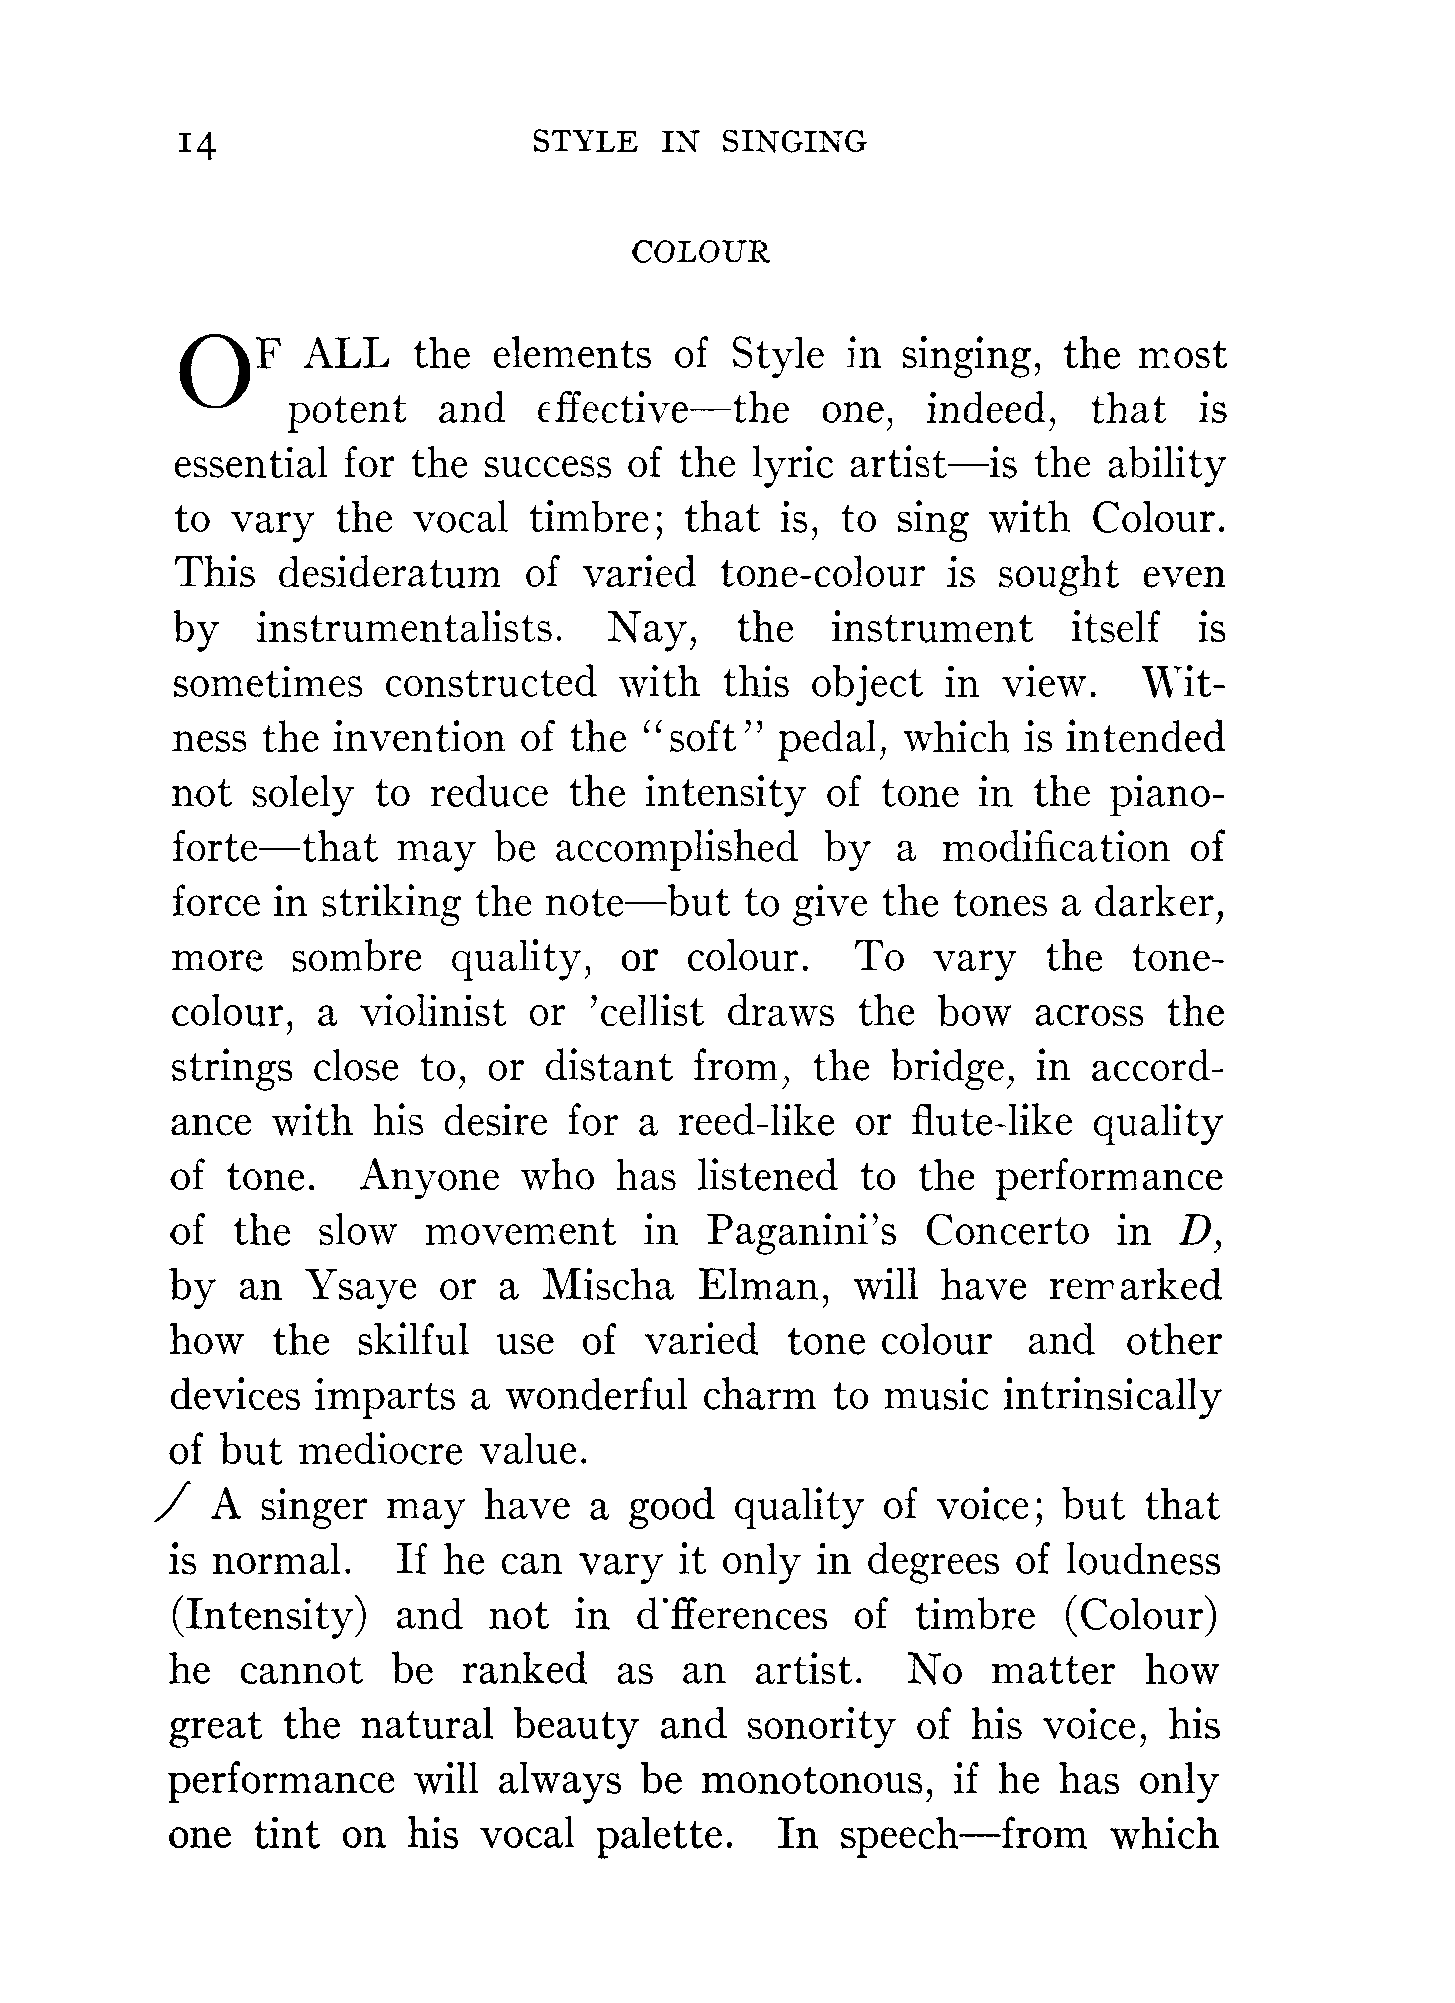 14 STYLE IN SINGING
COLOUR
OF ALL the elements of Style in singing, the most
potent and effective—the one, indeed, that is
essential for the success of the lyric artist—is the ability
to vary the vocal timbre; that is, to sing with Colour.
This desideratum of varied tone-colour is sought even
by instrumentalists. Nay, the instrument itself is
sometimes constructed with this object in view. Wit-
ness the invention of the "soft" pedal, which is intended
not solely to reduce the intensity of tone in the piano-
forte—that may be accomplished by a modification of
force in striking the note—but to give the tones a darker,
more sombre quality, or colour. To vary the tone-
colour, a violinist or 'cellist draws the bow across the
strings close to, or distant from, the bridge, in accord-
ance with his desire for a reed-like or flute-like quality
of tone. Anyone who has listened to the performance
of the slow movement in Paganini's Concerto in D,
by an Ysaye or a Mischa Elman, will have remarked
how the skilful use of varied tone colour and other
devices imparts a wonderful charm to music intrinsically
of but mediocre value.
/ A singer may have a good quality of voice; but that
is normal. If he can vary it only in degrees of loudness
(Intensity) and not in differences of timbre (Colour)
he cannot be ranked as an artist. No matter how
great the natural beauty and sonority of his voice, his
performance will always be monotonous, if he has only
one tint on his vocal palette. In speech—from which